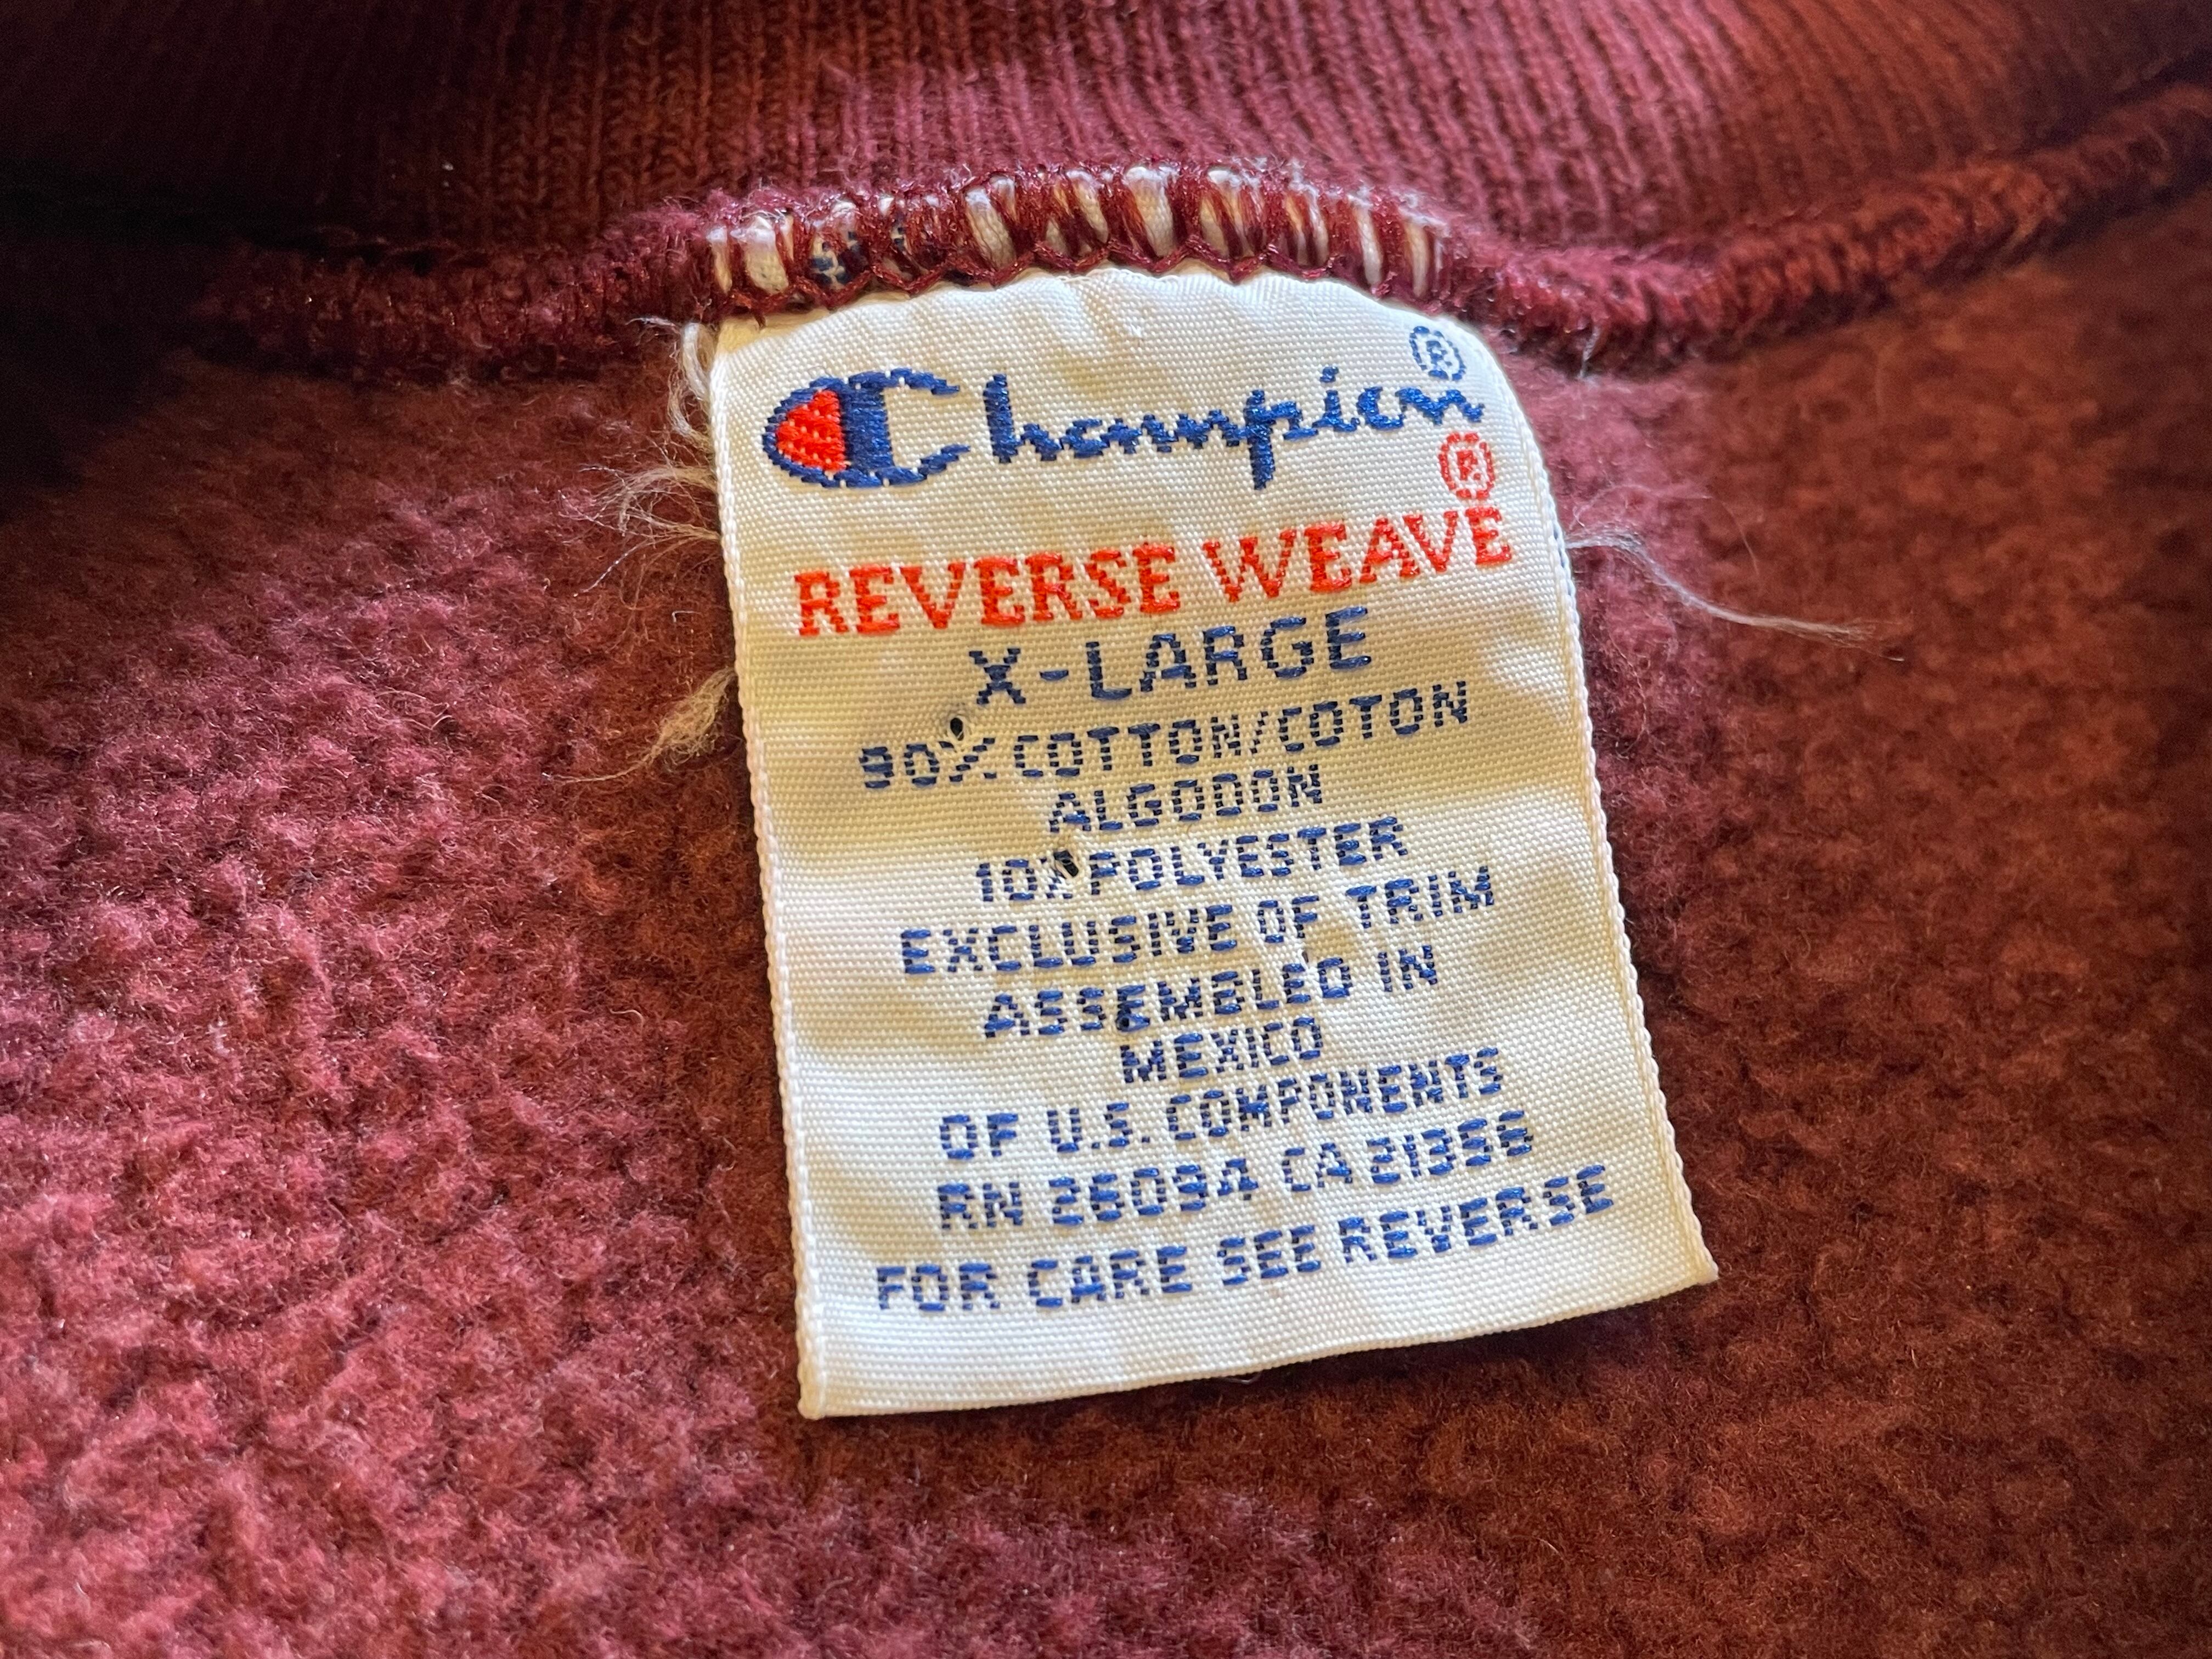 Champion®
REVERSE WEAVE®
X-LARGE
90% COTTON/COTON
ALGODON
10% POLYESTER
EXCLUSIVE OF TRIM
ASSEMBLED IN
MEXICO
OF U.S. COMPONENTS
RN 26094 CA 21356
FOR CARE SEE REVERSE